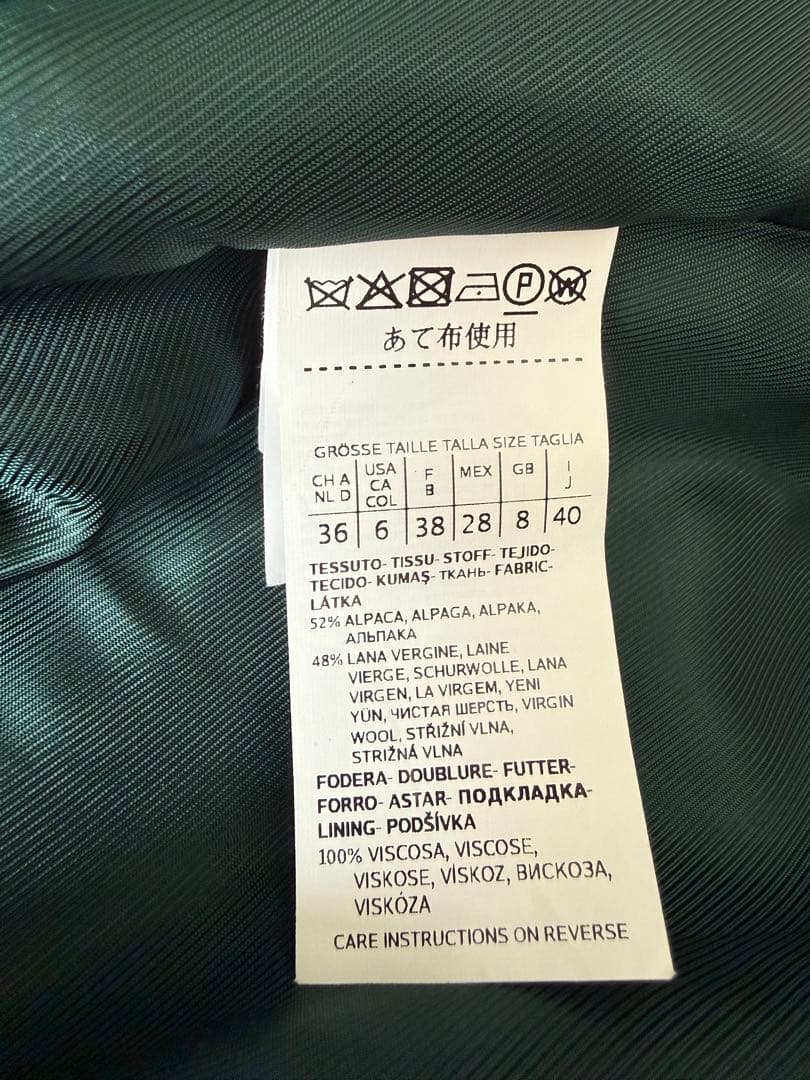 P W
あて布使用
GRÖSSE TAILLE TALLA SIZE TAGLIA
CH A USA F MEX GB I
NL D CA B J
COL
36 6 38 28 8 40
TESSUTO- TISSU- STOFF- TEJIDO-
TECIDO- KUMAŞ- ТКАНЬ- FABRIC-
LÁTKA
52% ALPACA, ALPAGA, ALPAKA,
АЛЬПАКА
48% LANA VERGINE, LAINE
VIERGE, SCHURWOLLE, LANA
VIRGEN, LA VIRGEM, YENI
YÜN, ЧИСТАЯ ШЕРСТЬ, VIRGIN
WOOL, STŘIŽNÍ VLNA,
STRIŽNÁ VLNA
FODERA- DOUBLURE- FUTTER-
FORRO- ASTAR- ПОДКЛАДКА-
LINING- PODŠÍVKA
100% VISCOSA, VISCOSE,
VISKOSE, VİSKOZ, ВИСКОЗА,
VISKÓZA
CARE INSTRUCTIONS ON REVERSE